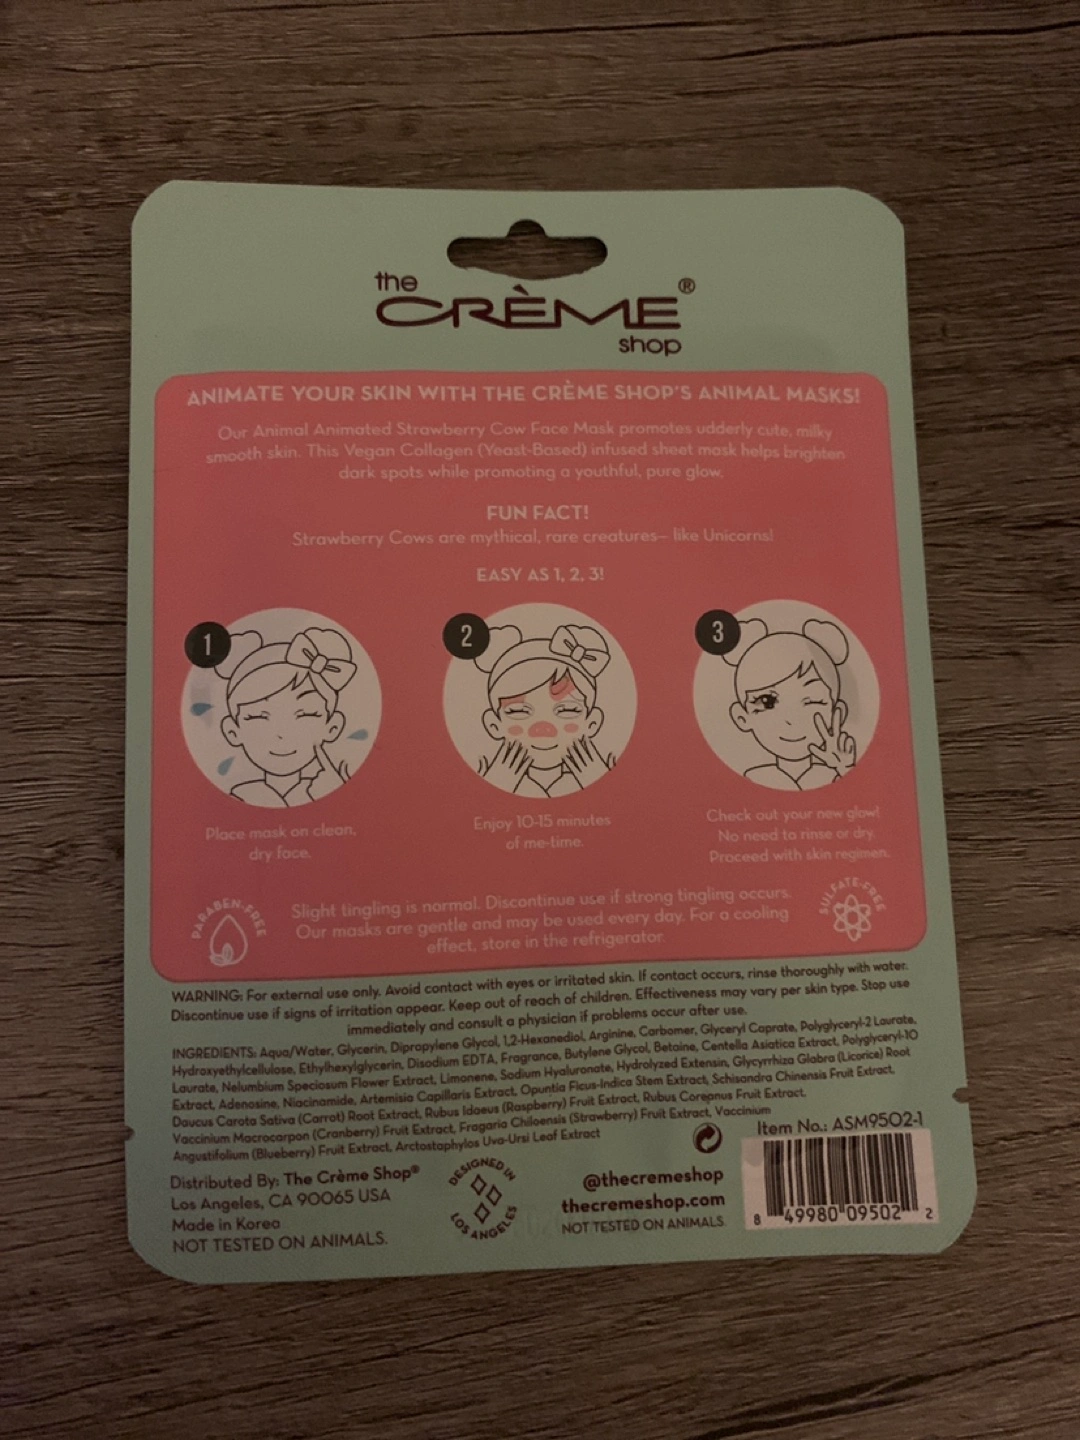 the
CRÈME®
shop
ANIMATE YOUR SKIN WITH THE CRÈME SHOP'S ANIMAL MASKS!
Our Animal Animated Strawberry Cow Face Mask promotes udderly cute, milky
smooth skin. This Vegan Collagen (Yeast-Based) infused sheet mask helps brighten
dark spots while promoting a youthful, pure glow.
FUN FACT!
Strawberry Cows are mythical, rare creatures– like Unicorns!
EASY AS 1, 2, 3!
1
2
3
Place mask on clean,
dry face.
Enjoy 10-15 minutes
of me-time.
Check out your new glow!
No need to rinse or dry.
Proceed with skin regimen.
PARABEN-FREE
Slight tingling is normal. Discontinue use if strong tingling occurs.
Our masks are gentle and may be used every day. For a cooling
effect, store in the refrigerator.
SULFATE-FREE
WARNING: For external use only. Avoid contact with eyes or irritated skin. If contact occurs, rinse thoroughly with water.
Discontinue use if signs of irritation appear. Keep out of reach of children. Effectiveness may vary per skin type. Stop use
immediately and consult a physician if problems occur after use.
INGREDIENTS: Aqua/Water, Glycerin, Dipropylene Glycol, 1,2-Hexanediol, Arginine, Carbomer, Glyceryl Caprate, Polyglyceryl-2 Laurate,
Hydroxyethylcellulose, Ethylhexylglycerin, Disodium EDTA, Fragrance, Butylene Glycol, Betaine, Centella Asiatica Extract, Polyglyceryl-10
Laurate, Nelumbium Speciosum Flower Extract, Limonene, Sodium Hyaluronate, Hydrolyzed Extensin, Glycyrrhiza Glabra (Licorice) Root
Extract, Adenosine, Niacinamide, Artemisia Capillaris Extract, Opuntia Ficus-Indica Stem Extract, Schisandra Chinensis Fruit Extract,
Daucus Carota Sativa (Carrot) Root Extract, Rubus Idaeus (Raspberry) Fruit Extract, Rubus Coreanus Fruit Extract,
Vaccinium Macrocarpon (Cranberry) Fruit Extract, Fragaria Chiloensis (Strawberry) Fruit Extract, Vaccinium
Angustifolium (Blueberry) Fruit Extract, Arctostaphylos Uva-Ursi Leaf Extract
Distributed By: The Crème Shop®
Los Angeles, CA 90065 USA
Made in Korea
NOT TESTED ON ANIMALS.
DESIGNED IN
LOS ANGELES
@thecremeshop
thecremeshop.com
NOT TESTED ON ANIMALS
Item No.: ASM9502-1
8 49980 09502 2